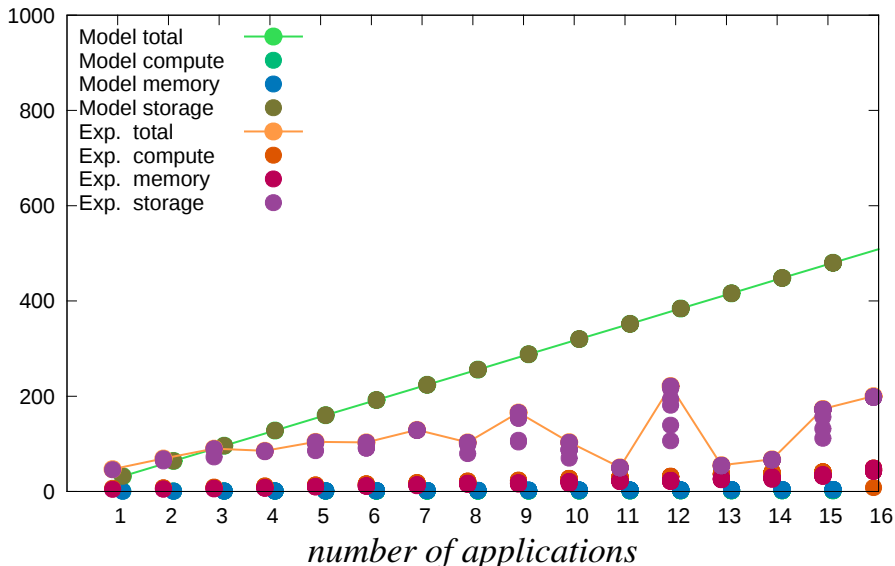 1000
800
600
400
200
0
Model total
Model compute
Model memory
Model storage
Exp. total
Exp. compute
Exp. memory
Exp. storage
1 2 3 4 5 6 7 8 9 10 11 12 13 14 15 16
number of applications